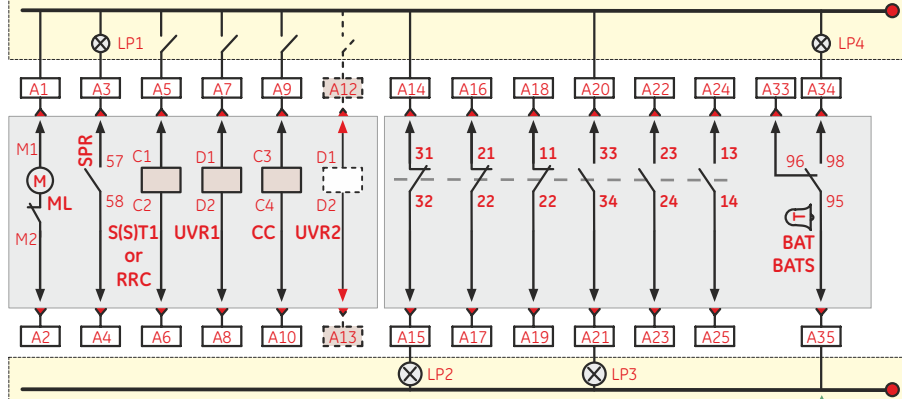 LP1
LP4
A1 A3 A5 A7 A9 A12 A14 A16 A18 A20 A22 A24 A33 A34
M1 SPR 57 C1 D1 C3 D1 31 21 11 33 23 13 96 98
M ML 58 C2 D2 C4 D2 32 22 22 34 24 14 95
M2 S(S)T1 UVR1 CC UVR2 T
or BAT
RRC BATS
A2 A4 A6 A8 A10 A13 A15 A17 A19 A21 A23 A25 A35
LP2 LP3